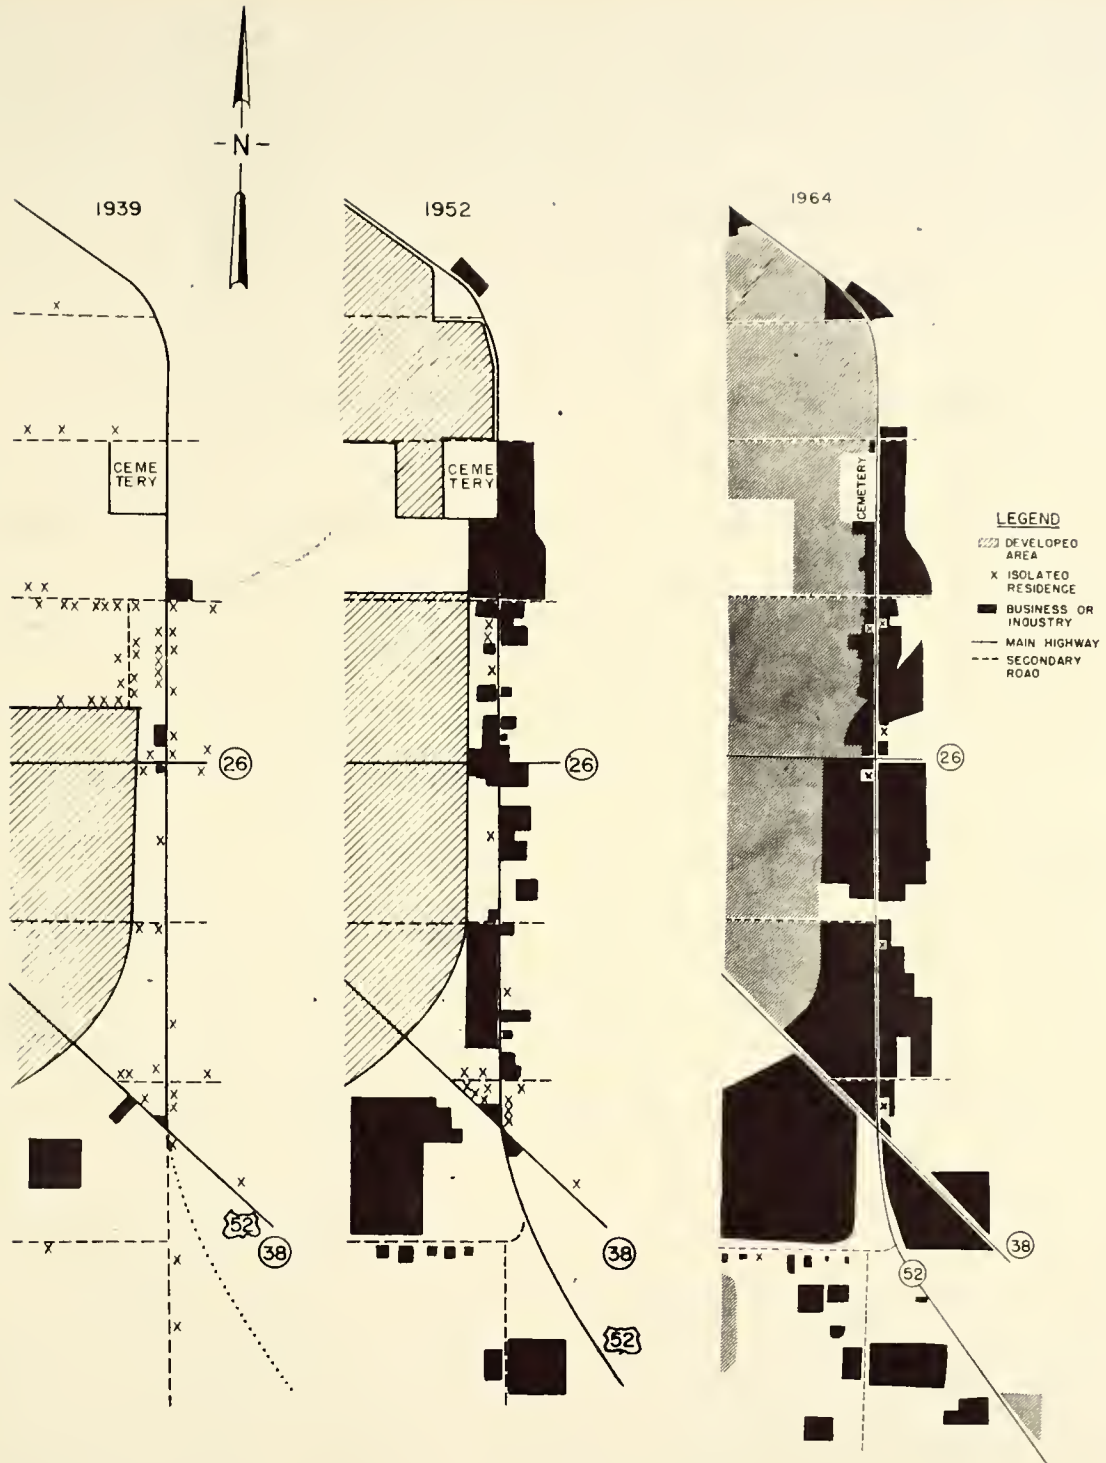 - N -
1939
1952
1964
CEME
TERY
CEME
TERY
CEMETERY
LEGEND
DEVELOPED
AREA
X ISOLATED
RESIDENCE
BUSINESS OR
INDUSTRY
MAIN HIGHWAY
SECONDARY
ROAD
26
26
26
52
38
38
52
38
52